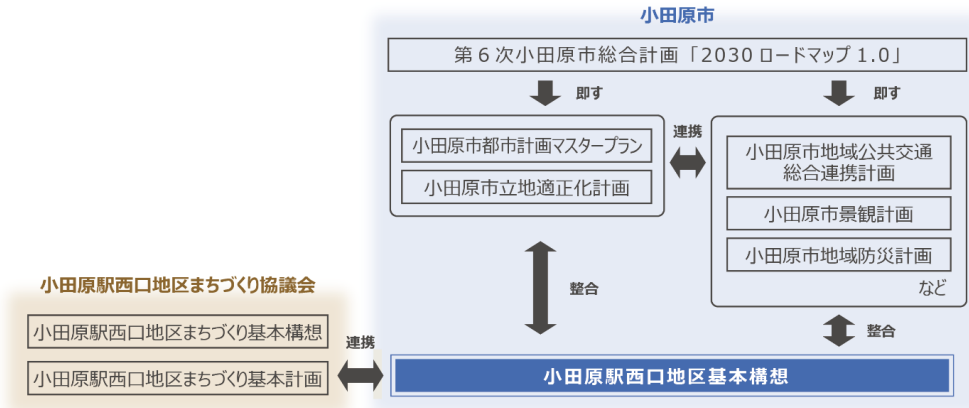 小田原市
第6次小田原市総合計画「2030 ロードマップ 1.0」
即す
即す
小田原市都市計画マスタープラン
小田原市立地適正化計画
連携
小田原市地域公共交通
総合連携計画
小田原市景観計画
小田原市地域防災計画
など
整合
整合
小田原駅西口地区まちづくり協議会
小田原駅西口地区まちづくり基本構想
小田原駅西口地区まちづくり基本計画
連携
小田原駅西口地区基本構想